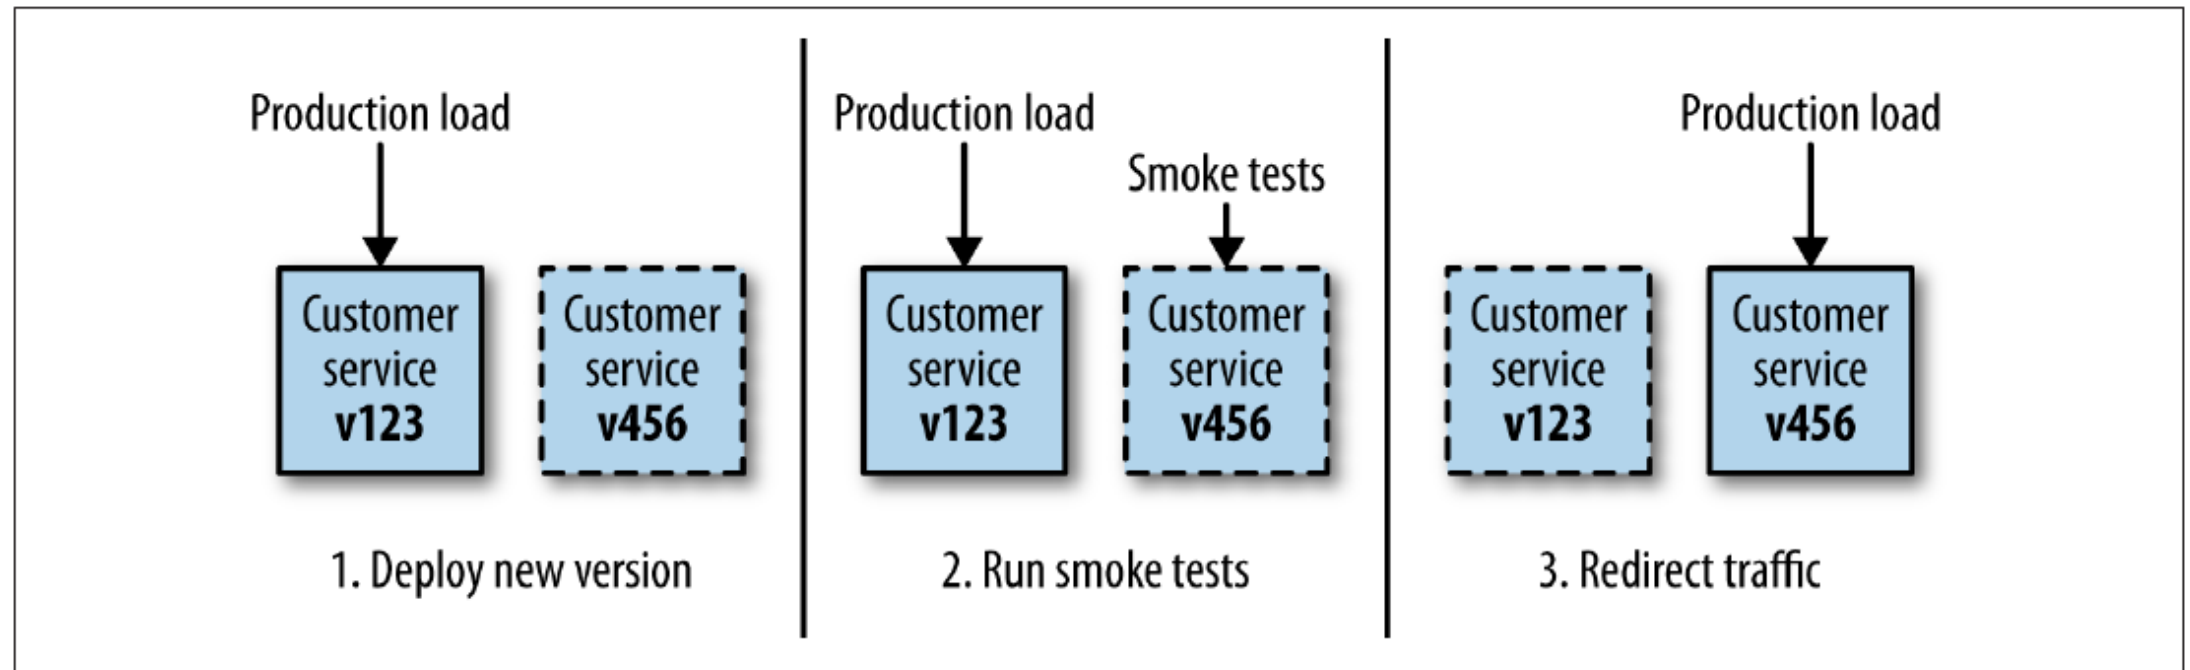 Production load
Customer
service
v123
Customer
service
v456
1. Deploy new version
Production load
Smoke tests
Customer
service
v123
Customer
service
v456
2. Run smoke tests
Production load
Customer
service
v123
Customer
service
v456
3. Redirect traffic